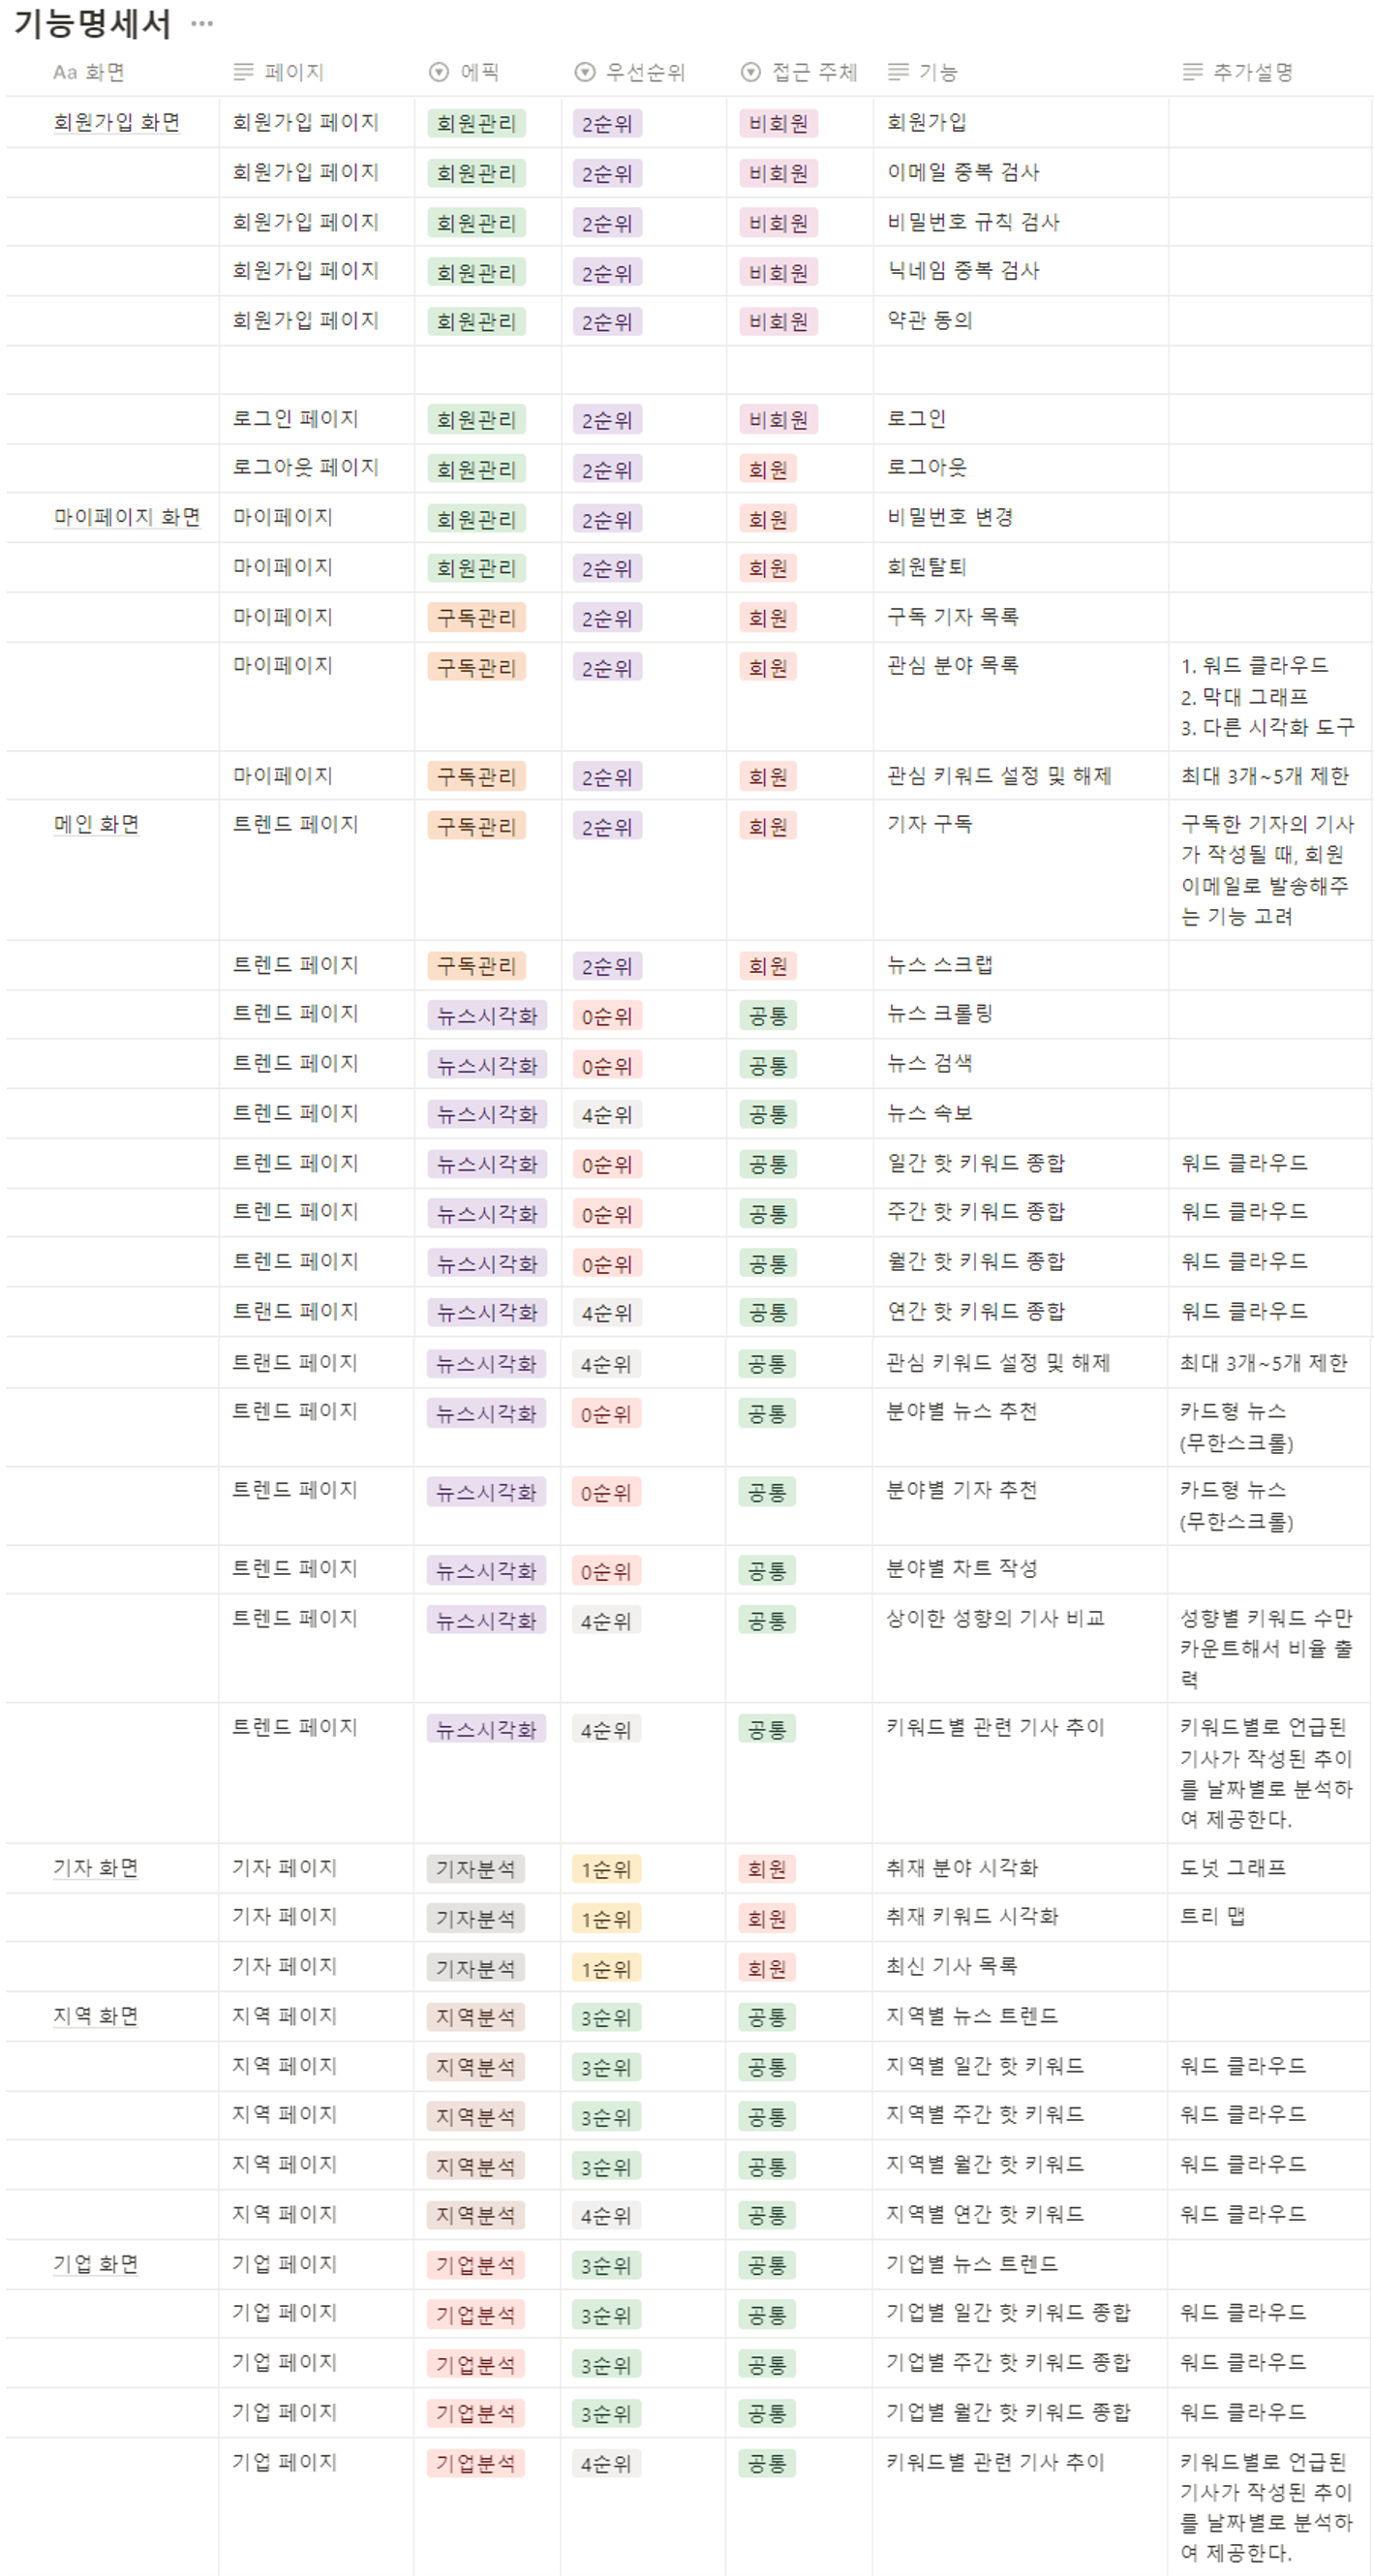 기능명세서 ···
Aa 화면 페이지 에픽 우선순위 접근 주체 기능 추가설명
회원가입 화면 회원가입 페이지 회원관리 2순위 비회원 회원가입
회원가입 페이지 회원관리 2순위 비회원 이메일 중복 검사
회원가입 페이지 회원관리 2순위 비회원 비밀번호 규칙 검사
회원가입 페이지 회원관리 2순위 비회원 닉네임 중복 검사
회원가입 페이지 회원관리 2순위 비회원 약관 동의
로그인 페이지 회원관리 2순위 비회원 로그인
로그아웃 페이지 회원관리 2순위 회원 로그아웃
마이페이지 화면 마이페이지 회원관리 2순위 회원 비밀번호 변경
마이페이지 회원관리 2순위 회원 회원탈퇴
마이페이지 구독관리 2순위 회원 구독 기자 목록
마이페이지 구독관리 2순위 회원 관심 분야 목록 1. 워드 클라우드
2. 막대 그래프
3. 다른 시각화 도구
마이페이지 구독관리 2순위 회원 관심 키워드 설정 및 해제 최대 3개~5개 제한
메인 화면 트렌드 페이지 구독관리 2순위 회원 기자 구독 구독한 기자의 기사
가 작성될 때, 회원
이메일로 발송해주
는 기능 고려
트렌드 페이지 구독관리 2순위 회원 뉴스 스크랩
트렌드 페이지 뉴스시각화 0순위 공통 뉴스 크롤링
트렌드 페이지 뉴스시각화 0순위 공통 뉴스 검색
트렌드 페이지 뉴스시각화 4순위 공통 뉴스 속보
트렌드 페이지 뉴스시각화 0순위 공통 일간 핫 키워드 종합 워드 클라우드
트렌드 페이지 뉴스시각화 0순위 공통 주간 핫 키워드 종합 워드 클라우드
트렌드 페이지 뉴스시각화 0순위 공통 월간 핫 키워드 종합 워드 클라우드
트랜드 페이지 뉴스시각화 4순위 공통 연간 핫 키워드 종합 워드 클라우드
트랜드 페이지 뉴스시각화 4순위 공통 관심 키워드 설정 및 해제 최대 3개~5개 제한
트렌드 페이지 뉴스시각화 0순위 공통 분야별 뉴스 추천 카드형 뉴스
(무한스크롤)
트렌드 페이지 뉴스시각화 0순위 공통 분야별 기자 추천 카드형 뉴스
(무한스크롤)
트렌드 페이지 뉴스시각화 0순위 공통 분야별 차트 작성
트렌드 페이지 뉴스시각화 4순위 공통 상이한 성향의 기사 비교 성향별 키워드 수만
카운트해서 비율 출
력
트렌드 페이지 뉴스시각화 4순위 공통 키워드별 관련 기사 추이 키워드별로 언급된
기사가 작성된 추이
를 날짜별로 분석하
여 제공한다.
기자 화면 기자 페이지 기자분석 1순위 회원 취재 분야 시각화 도넛 그래프
기자 페이지 기자분석 1순위 회원 취재 키워드 시각화 트리 맵
기자 페이지 기자분석 1순위 회원 최신 기사 목록
지역 화면 지역 페이지 지역분석 3순위 공통 지역별 뉴스 트렌드
지역 페이지 지역분석 3순위 공통 지역별 일간 핫 키워드 워드 클라우드
지역 페이지 지역분석 3순위 공통 지역별 주간 핫 키워드 워드 클라우드
지역 페이지 지역분석 3순위 공통 지역별 월간 핫 키워드 워드 클라우드
지역 페이지 지역분석 4순위 공통 지역별 연간 핫 키워드 워드 클라우드
기업 화면 기업 페이지 기업분석 3순위 공통 기업별 뉴스 트렌드
기업 페이지 기업분석 3순위 공통 기업별 일간 핫 키워드 종합 워드 클라우드
기업 페이지 기업분석 3순위 공통 기업별 주간 핫 키워드 종합 워드 클라우드
기업 페이지 기업분석 3순위 공통 기업별 월간 핫 키워드 종합 워드 클라우드
기업 페이지 기업분석 4순위 공통 키워드별 관련 기사 추이 키워드별로 언급된
기사가 작성된 추이
를 날짜별로 분석하
여 제공한다.